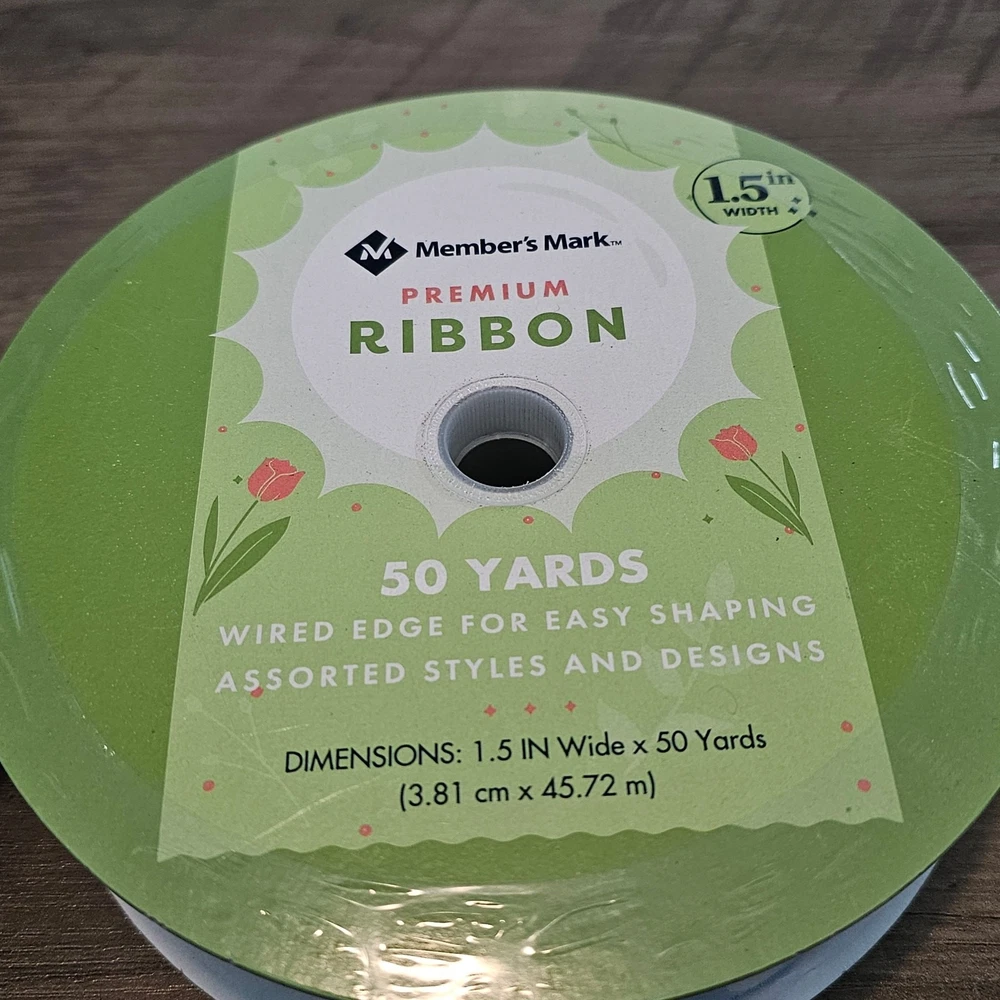 1.5in
WIDTH
Member's Mark™
PREMIUM
RIBBON
50 YARDS
WIRED EDGE FOR EASY SHAPING
ASSORTED STYLES AND DESIGNS
DIMENSIONS: 1.5 IN Wide x 50 Yards
(3.81 cm x 45.72 m)